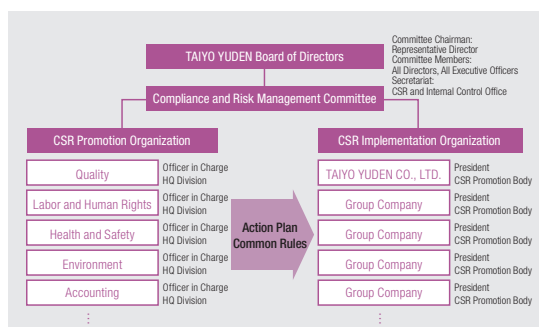 TAIYO YUDEN Board of Directors
Committee Chairman:
Representative Director
Committee Members:
All Directors, All Executive Officers
Secretariat:
CSR and Internal Control Office
Compliance and Risk Management Committee
CSR Promotion Organization
Quality
Officer in Charge
HQ Division
Labor and Human Rights
Officer in Charge
HQ Division
Health and Safety
Officer in Charge
HQ Division
Environment
Officer in Charge
HQ Division
Accounting
Officer in Charge
HQ Division
Action Plan
Common Rules
CSR Implementation Organization
TAIYO YUDEN CO., LTD.
President
CSR Promotion Body
Group Company
President
CSR Promotion Body
Group Company
President
CSR Promotion Body
Group Company
President
CSR Promotion Body
Group Company
President
CSR Promotion Body